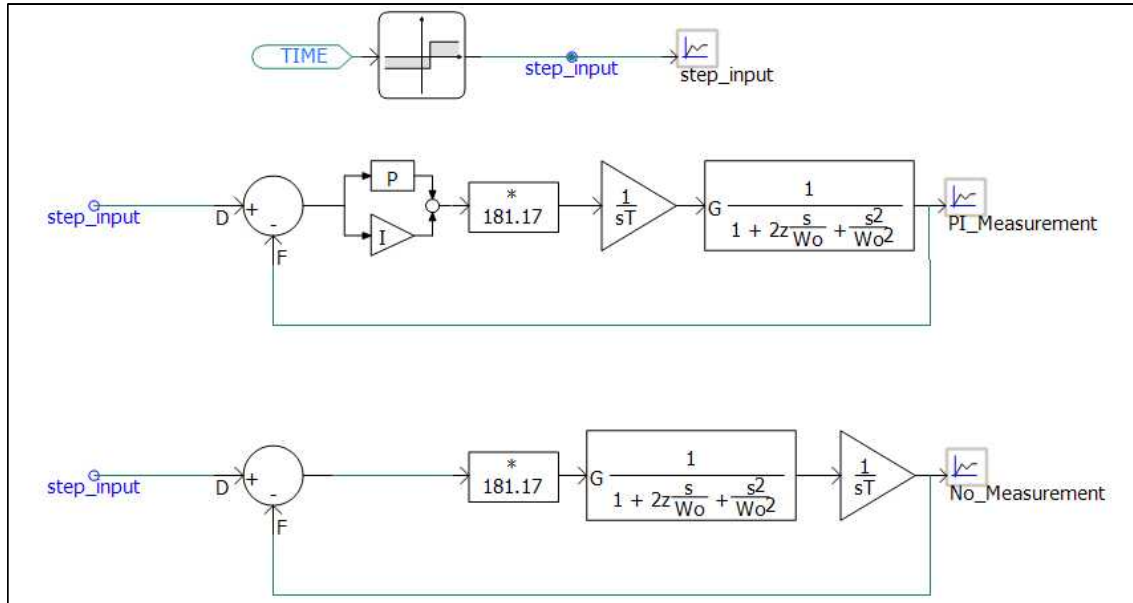 TIME
step_input
step_input
step_input
D
+
-
F
P
I
*
181.17
1
sT
G
1
1 + 2z s/Wo + s2/Wo2
PI_Measurement
step_input
D
+
-
F
*
181.17
G
1
1 + 2z s/Wo + s2/Wo2
1
sT
No_Measurement